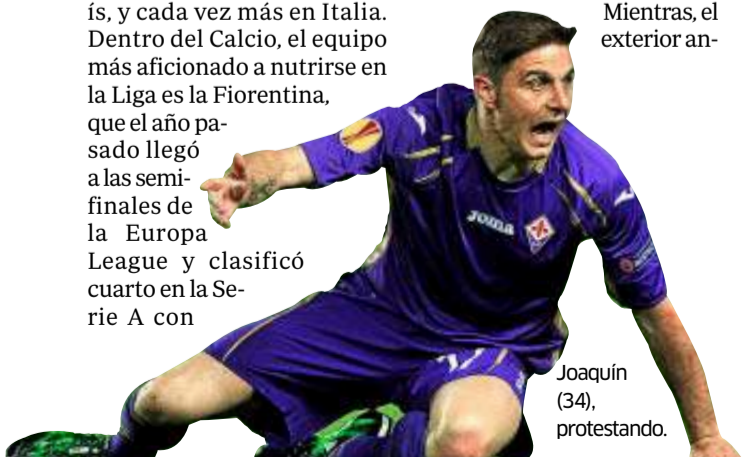 ís, y cada vez más en Italia.
Dentro del Calcio, el equipo
más aficionado a nutrirse en
la Liga es la Fiorentina,
que el año pa-
sado llegó
a las semi-
finales de
la Europa
League y clasificó
cuarto en la Se-
rie A con
Mientras, el
exterior an-
Joma
Joaquín
(34),
protestando.